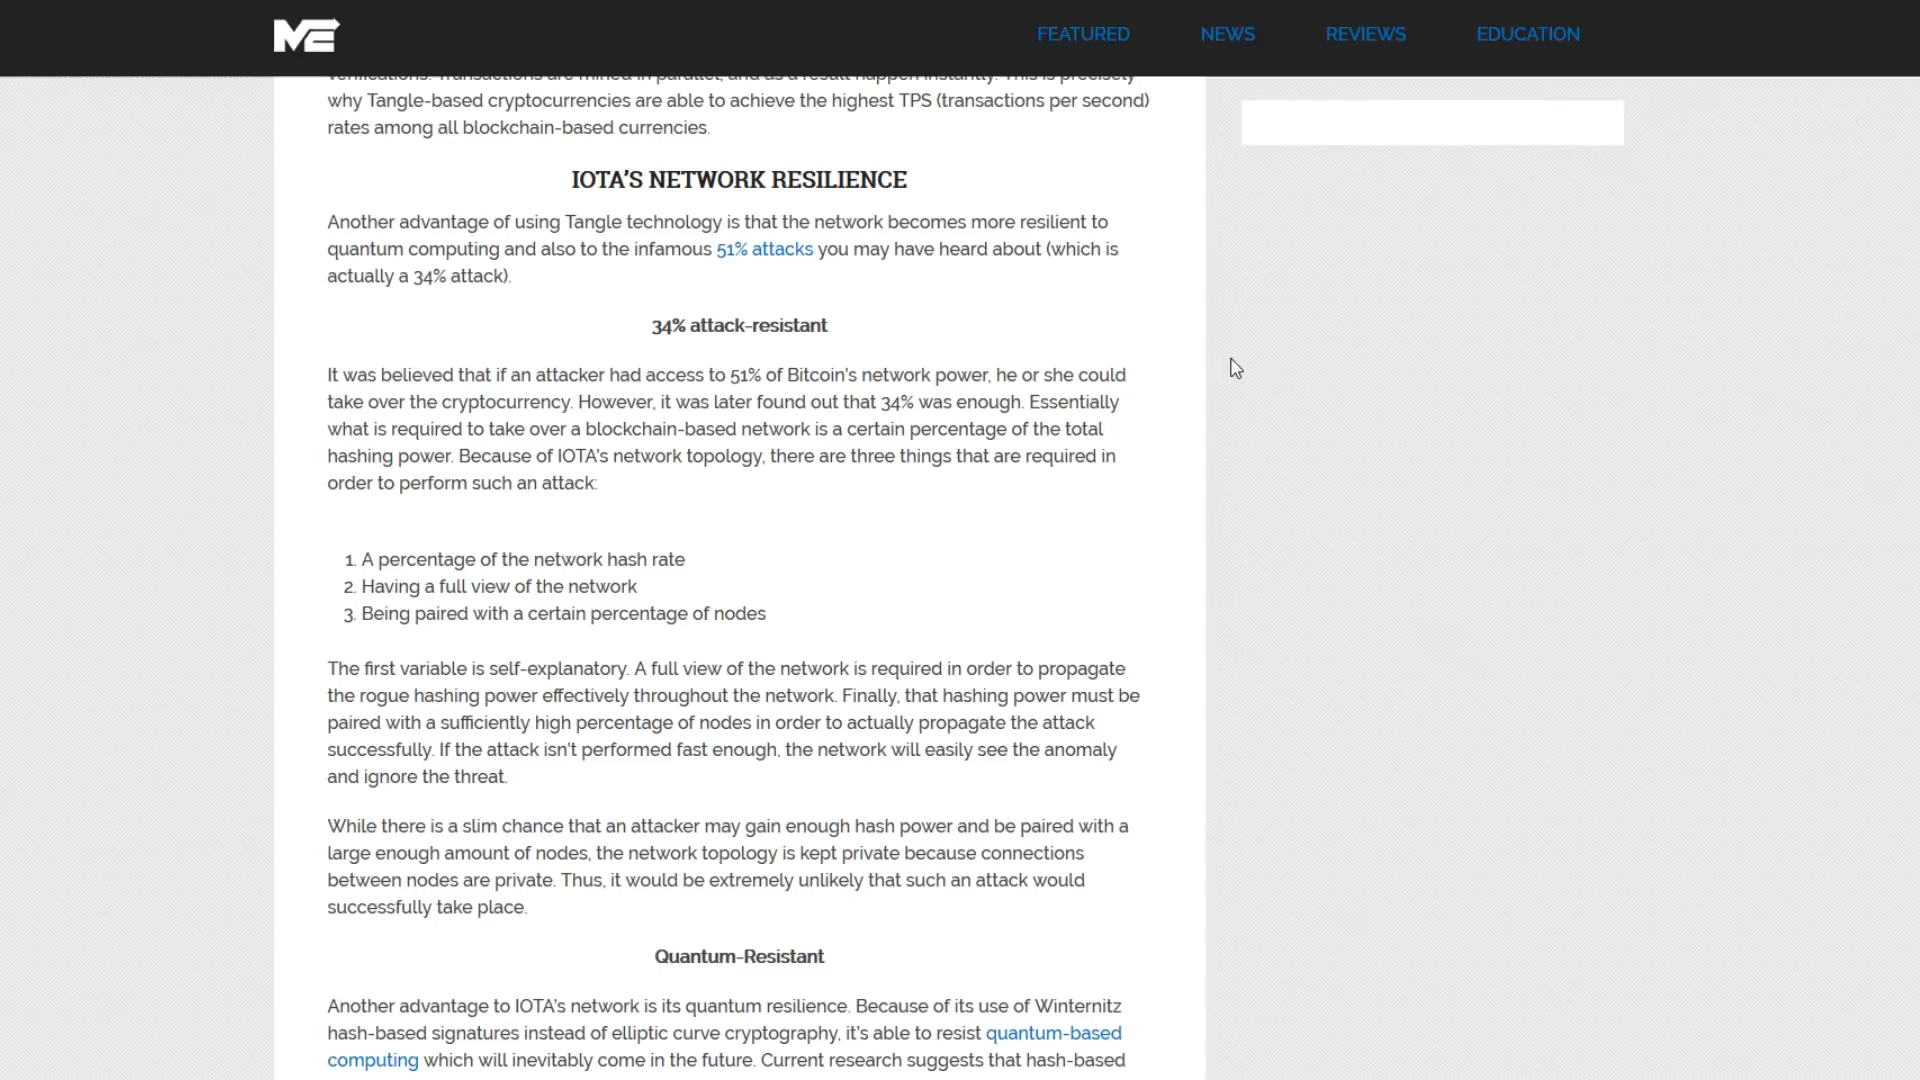 FEATURED NEWS REVIEWS EDUCATION
verifications. Transactions are mined in parallel, and as a result happen instantly. This is precisely
why Tangle-based cryptocurrencies are able to achieve the highest TPS (transactions per second)
rates among all blockchain-based currencies.
IOTA'S NETWORK RESILIENCE
Another advantage of using Tangle technology is that the network becomes more resilient to
quantum computing and also to the infamous 51% attacks you may have heard about (which is
actually a 34% attack).
34% attack-resistant
It was believed that if an attacker had access to 51% of Bitcoin's network power, he or she could
take over the cryptocurrency. However, it was later found out that 34% was enough. Essentially
what is required to take over a blockchain-based network is a certain percentage of the total
hashing power. Because of IOTA's network topology, there are three things that are required in
order to perform such an attack:
1. A percentage of the network hash rate
2. Having a full view of the network
3. Being paired with a certain percentage of nodes
The first variable is self-explanatory. A full view of the network is required in order to propagate
the rogue hashing power effectively throughout the network. Finally, that hashing power must be
paired with a sufficiently high percentage of nodes in order to actually propagate the attack
successfully. If the attack isn't performed fast enough, the network will easily see the anomaly
and ignore the threat.
While there is a slim chance that an attacker may gain enough hash power and be paired with a
large enough amount of nodes, the network topology is kept private because connections
between nodes are private. Thus, it would be extremely unlikely that such an attack would
successfully take place.
Quantum-Resistant
Another advantage to IOTA's network is its quantum resilience. Because of its use of Winternitz
hash-based signatures instead of elliptic curve cryptography, it's able to resist quantum-based
computing which will inevitably come in the future. Current research suggests that hash-based